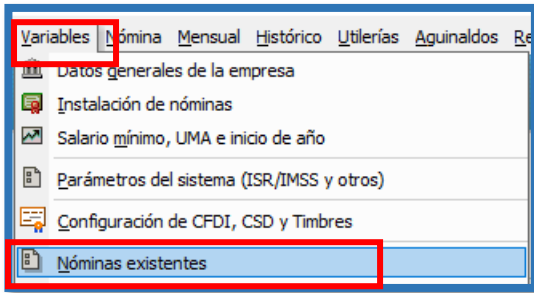 Variables Nómina Mensual Histórico Utilerías Aguinaldos Re
Datos generales de la empresa
Instalación de nóminas
Salario mínimo, UMA e inicio de año
Parámetros del sistema (ISR/IMSS y otros)
Configuración de CFDI, CSD y Timbres
Nóminas existentes